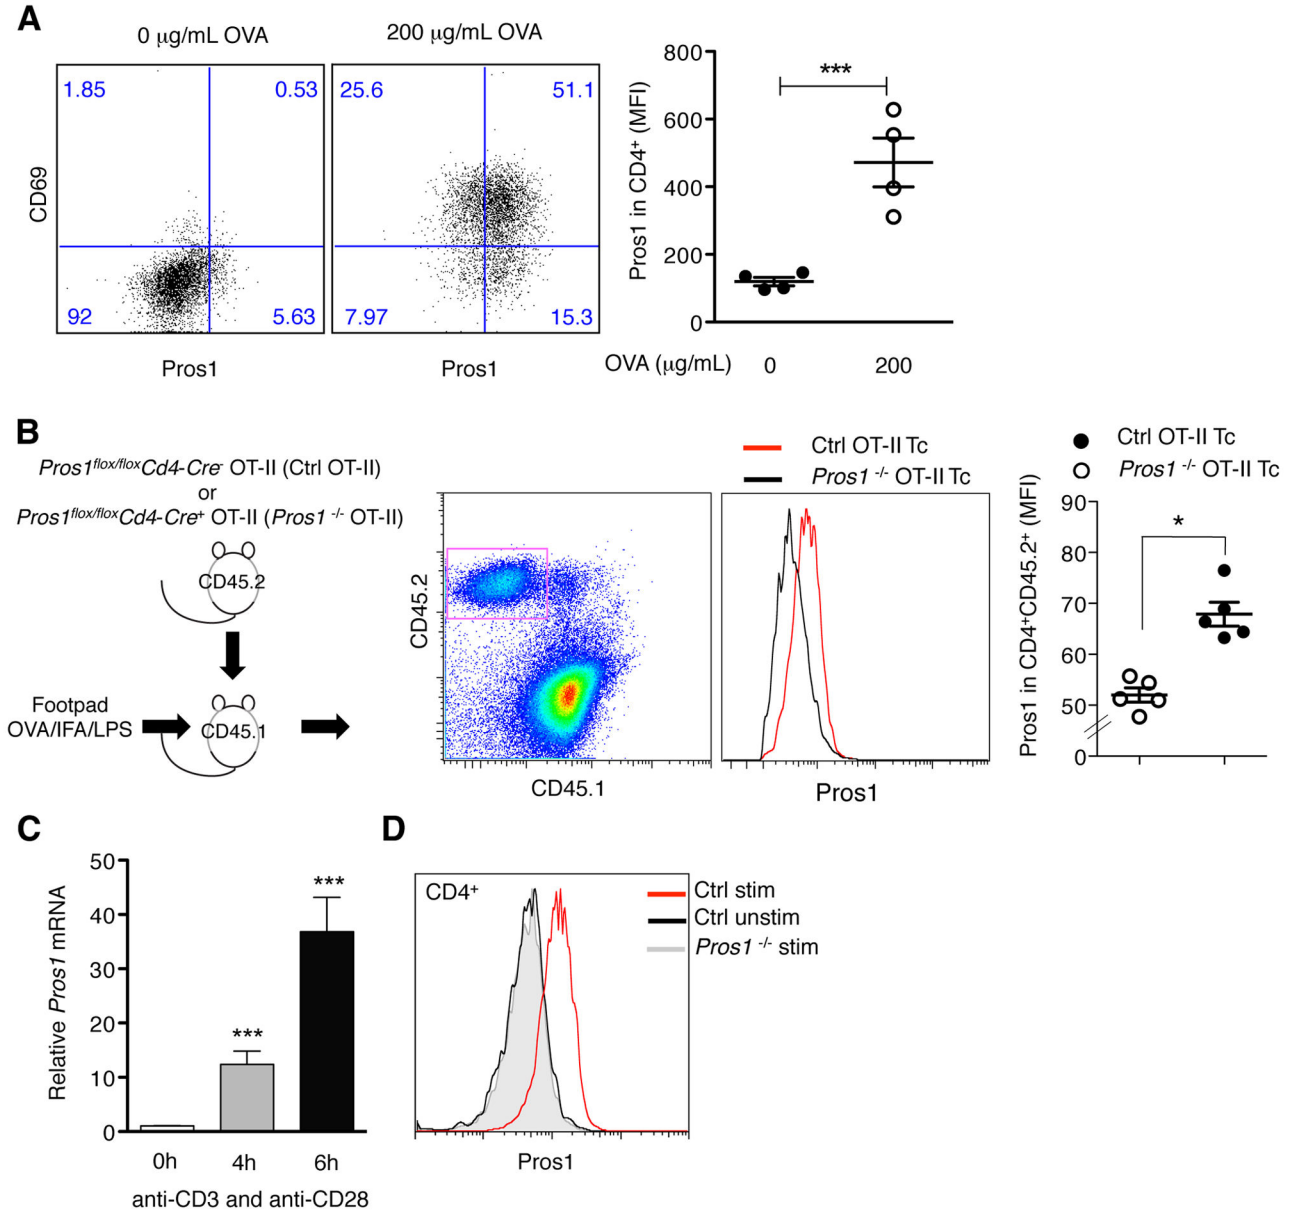 A
0 µg/mL OVA
200 µg/mL OVA
1.85
0.53
92
5.63
CD69
Pros1
25.6
51.1
7.97
15.3
Pros1
Pros1 in CD4+ (MFI)
800
600
400
200
0
***
OVA (µg/mL)
0
200
B
Pros1flox/floxCd4-Cre- OT-II (Ctrl OT-II)
or
Pros1flox/floxCd4-Cre+ OT-II (Pros1 -/- OT-II)
CD45.2
Footpad
OVA/IFA/LPS
CD45.1
CD45.2
CD45.1
Ctrl OT-II Tc
Pros1 -/- OT-II Tc
Pros1
Ctrl OT-II Tc
Pros1 -/- OT-II Tc
Pros1 in CD4+CD45.2+ (MFI)
90
80
70
60
50
0
*
C
Relative Pros1 mRNA
50
40
30
20
10
0
***
***
0h
4h
6h
anti-CD3 and anti-CD28
D
CD4+
Ctrl stim
Ctrl unstim
Pros1 -/- stim
Pros1